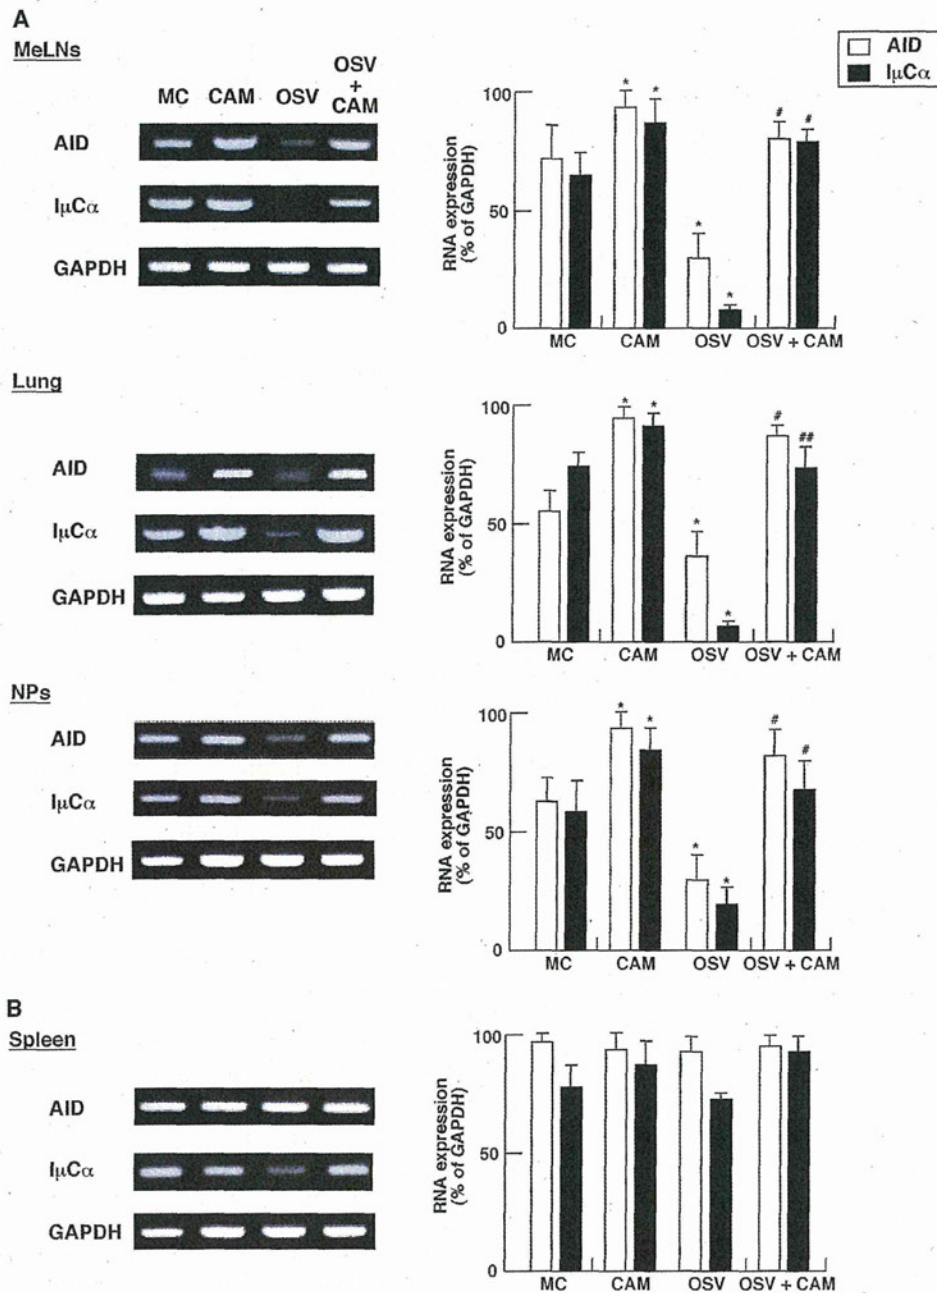 A
MeLNs
MC CAM OSV OSV + CAM
AID
IμCα
GAPDH
AID
IμCα
RNA expression
(% of GAPDH)
100
50
0
* * * * # #
MC CAM OSV OSV + CAM
Lung
AID
IμCα
GAPDH
RNA expression
(% of GAPDH)
100
50
0
* * * * # ##
MC CAM OSV OSV + CAM
NPs
AID
IμCα
GAPDH
RNA expression
(% of GAPDH)
100
50
0
* * * * # #
MC CAM OSV OSV + CAM
B
Spleen
AID
IμCα
GAPDH
RNA expression
(% of GAPDH)
100
50
0
MC CAM OSV OSV + CAM